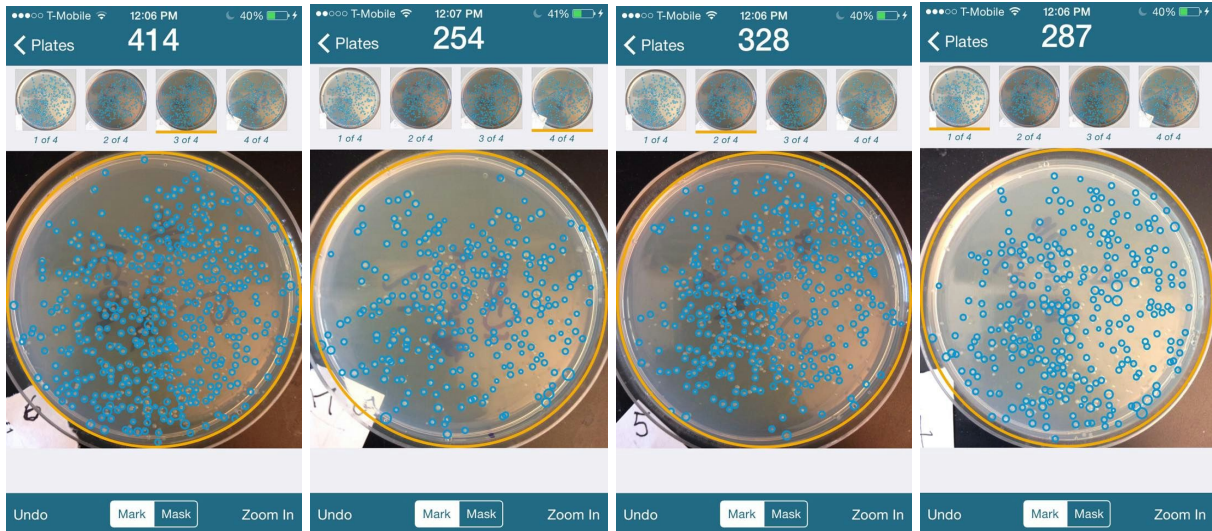 T-Mobile 12:06 PM 40%
Plates 414
1 of 4 2 of 4 3 of 4 4 of 4
6
Undo Mark Mask Zoom In
T-Mobile 12:07 PM 41%
Plates 254
1 of 4 2 of 4 3 of 4 4 of 4
Undo Mark Mask Zoom In
T-Mobile 12:06 PM 40%
Plates 328
1 of 4 2 of 4 3 of 4 4 of 4
5
Undo Mark Mask Zoom In
T-Mobile 12:06 PM 40%
Plates 287
1 of 4 2 of 4 3 of 4 4 of 4
Undo Mark Mask Zoom In